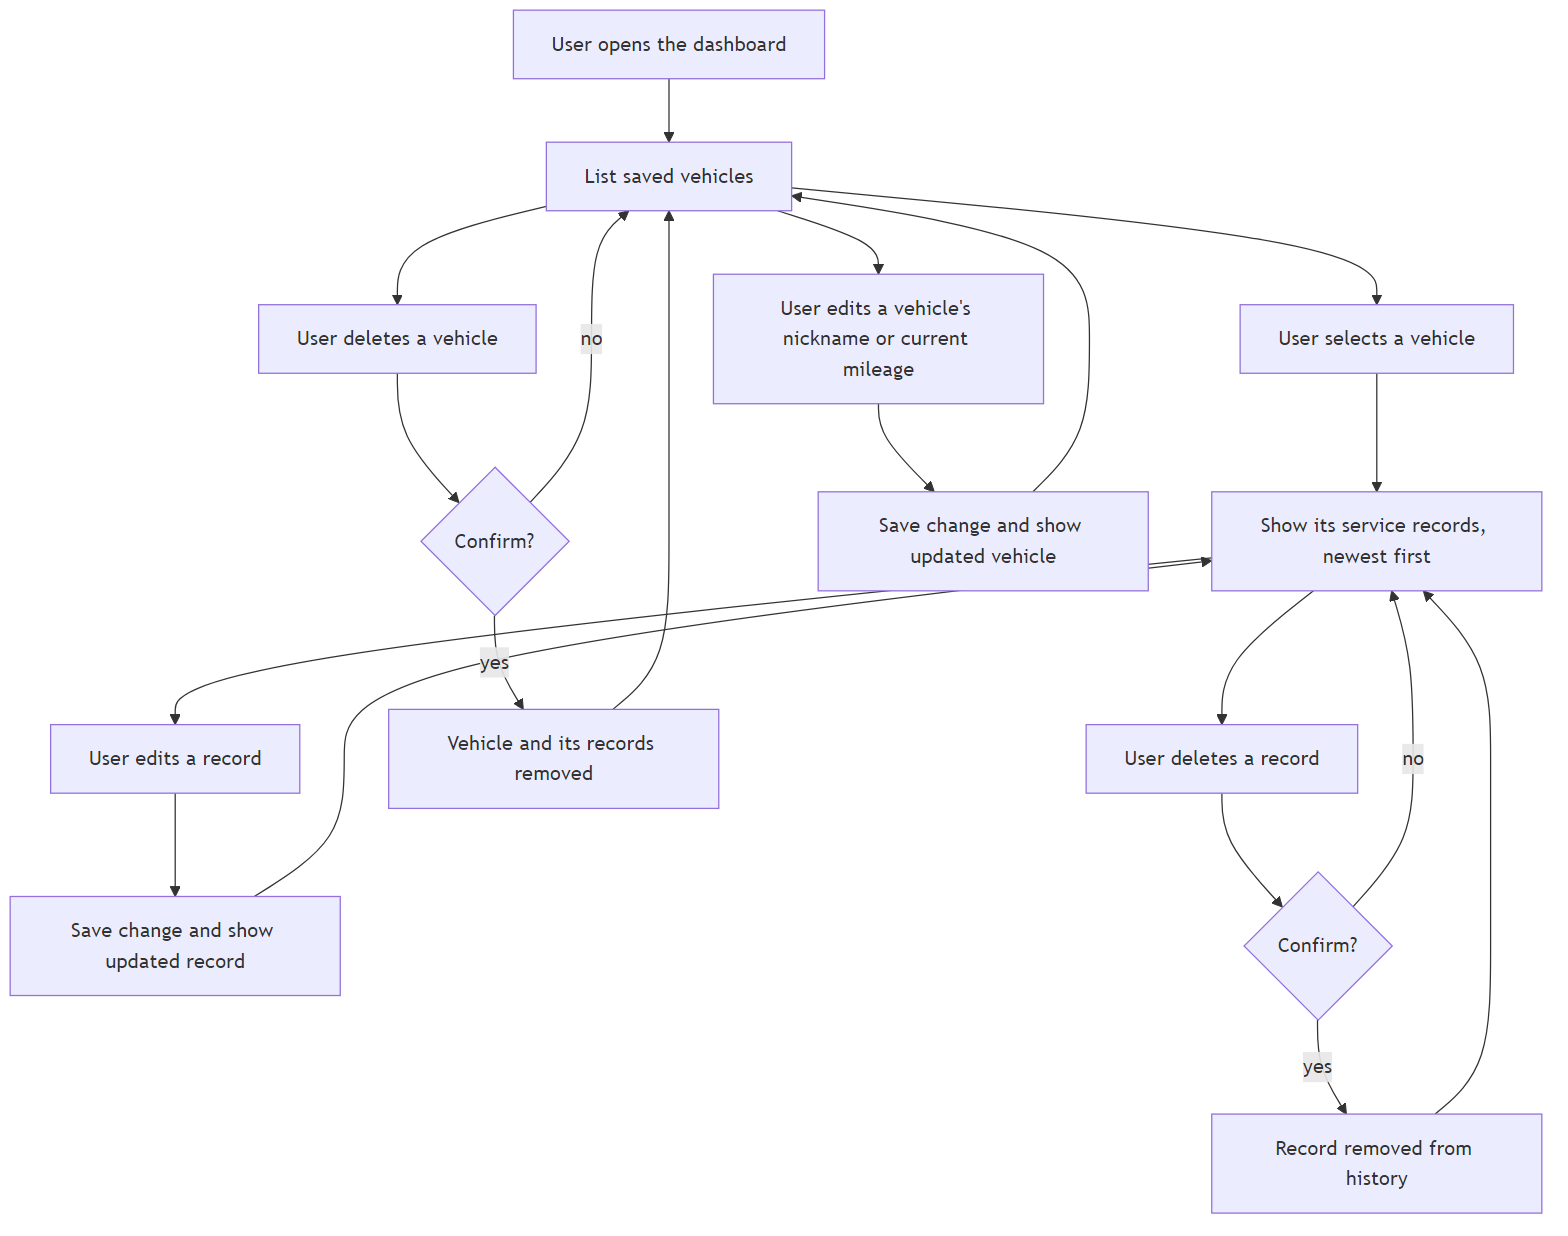 User opens the dashboard
List saved vehicles
User deletes a vehicle
no
User edits a vehicle's
nickname or current
mileage
User selects a vehicle
Confirm?
Save change and show
updated vehicle
Show its service records,
newest first
yes
User edits a record
Vehicle and its records
removed
User deletes a record
no
Save change and show
updated record
Confirm?
yes
Record removed from
history